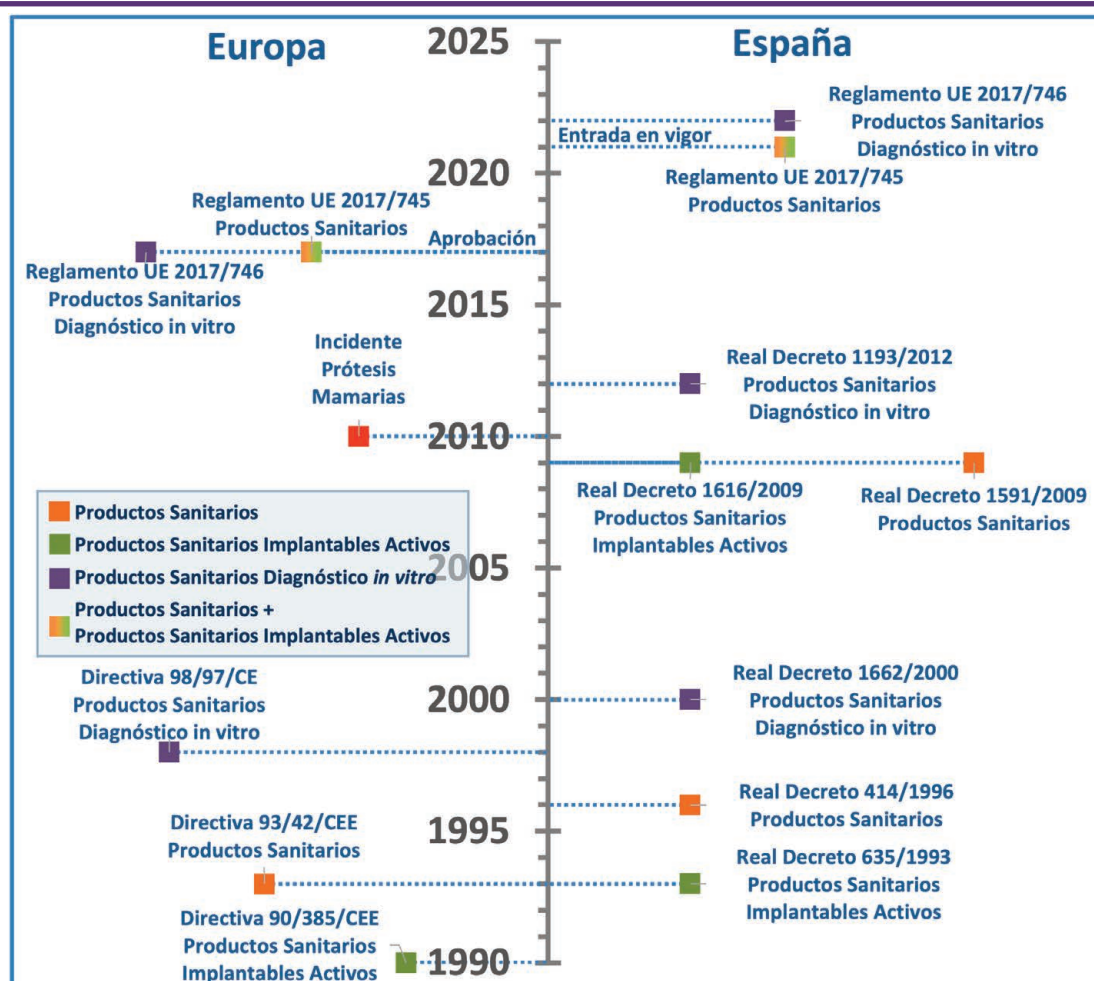 Europa
España
2025
2020
2015
2010
2005
2000
1995
1990
Reglamento UE 2017/746
Productos Sanitarios
Diagnóstico in vitro
Entrada en vigor
Reglamento UE 2017/745
Productos Sanitarios
Reglamento UE 2017/745
Productos Sanitarios
Aprobación
Reglamento UE 2017/746
Productos Sanitarios
Diagnóstico in vitro
Incidente
Prótesis
Mamarias
Real Decreto 1193/2012
Productos Sanitarios
Diagnóstico in vitro
Real Decreto 1616/2009
Productos Sanitarios
Implantables Activos
Real Decreto 1591/2009
Productos Sanitarios
Productos Sanitarios
Productos Sanitarios Implantables Activos
Productos Sanitarios Diagnóstico in vitro
Productos Sanitarios +
Productos Sanitarios Implantables Activos
Directiva 98/97/CE
Productos Sanitarios
Diagnóstico in vitro
Real Decreto 1662/2000
Productos Sanitarios
Diagnóstico in vitro
Real Decreto 414/1996
Productos Sanitarios
Directiva 93/42/CEE
Productos Sanitarios
Real Decreto 635/1993
Productos Sanitarios
Implantables Activos
Directiva 90/385/CEE
Productos Sanitarios
Implantables Activos